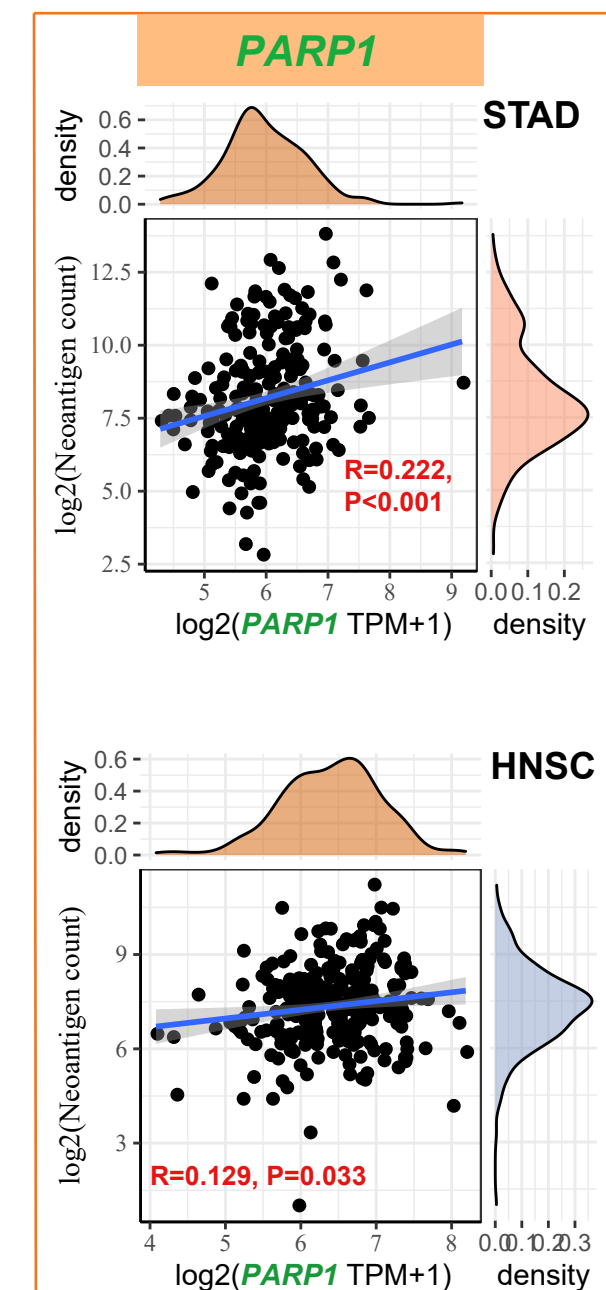 PARP1
STAD
density
0.6
0.4
0.2
0.0
log2(Neoantigen count)
12.5
10.0
7.5
5.0
2.5
R=0.222,
P<0.001
5 6 7 8 9
0.0 0.1 0.2
log2(PARP1 TPM+1)
density
HNSC
density
0.6
0.4
0.2
0.0
log2(Neoantigen count)
9
6
3
R=0.129, P=0.033
4 5 6 7 8
0.0 0.1 0.2 0.3
log2(PARP1 TPM+1)
density